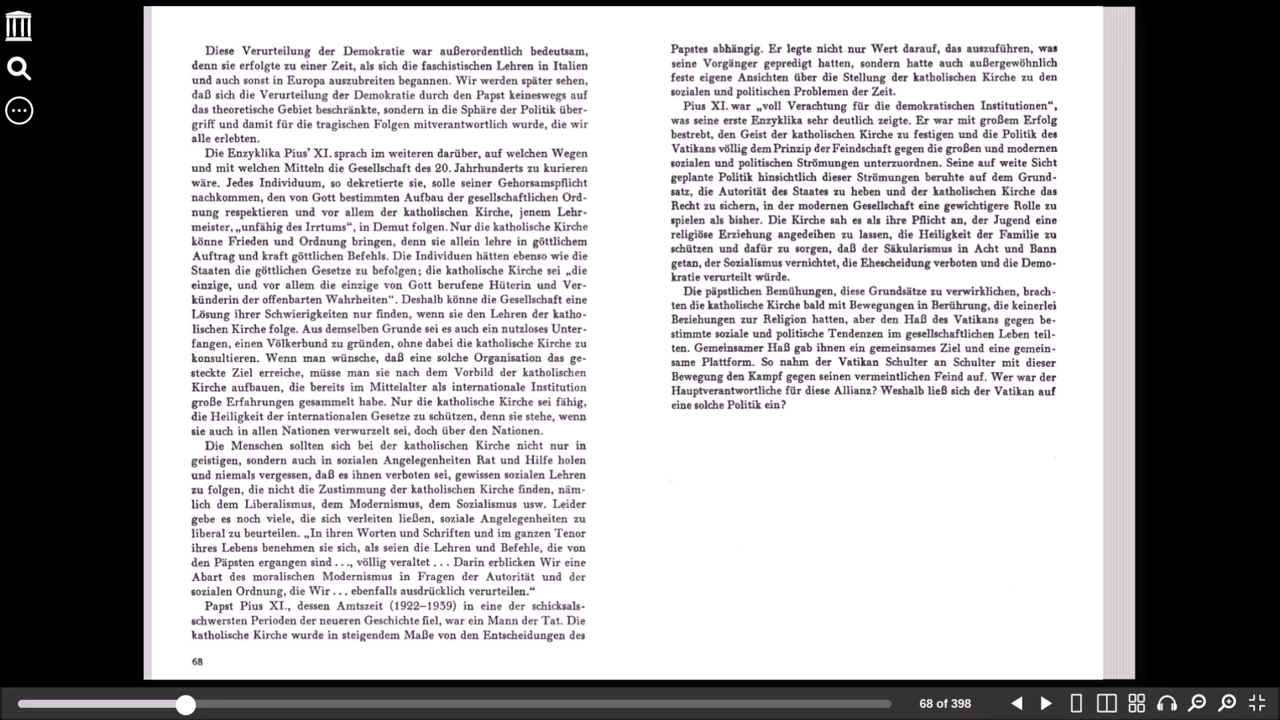 Diese Verurteilung der Demokratie war außerordentlich bedeutsam,
denn sie erfolgte zu einer Zeit, als sich die faschistischen Lehren in Italien
und auch sonst in Europa auszubreiten begannen. Wir werden später sehen,
daß sich die Verurteilung der Demokratie durch den Papst keineswegs auf
das theoretische Gebiet beschränkte, sondern in die Sphäre der Politik über-
griff und damit für die tragischen Folgen mitverantwortlich wurde, die wir
alle erlebten.
Die Enzyklika Pius' XI. sprach im weiteren darüber, auf welchen Wegen
und mit welchen Mitteln die Gesellschaft des 20. Jahrhunderts zu kurieren
wäre. Jedes Individuum, so dekretierte sie, solle seiner Gehorsamspflicht
nachkommen, den von Gott bestimmten Aufbau der gesellschaftlichen Ord-
nung respektieren und vor allem der katholischen Kirche, jenem Lehr-
meister, „unfähig des Irrtums“, in Demut folgen. Nur die katholische Kirche
könne Frieden und Ordnung bringen, denn sie allein lehre in göttlichem
Auftrag und kraft göttlichen Befehls. Die Individuen hätten ebenso wie die
Staaten die göttlichen Gesetze zu befolgen; die katholische Kirche sei „die
einzige, und vor allem die einzige von Gott berufene Hüterin und Ver-
künderin der offenbarten Wahrheiten“. Deshalb könne die Gesellschaft eine
Lösung ihrer Schwierigkeiten nur finden, wenn sie den Lehren der katho-
lischen Kirche folge. Aus demselben Grunde sei es auch ein nutzloses Unter-
fangen, einen Völkerbund zu gründen, ohne dabei die katholische Kirche zu
konsultieren. Wenn man wünsche, daß eine solche Organisation das ge-
steckte Ziel erreiche, müsse man sie nach dem Vorbild der katholischen
Kirche aufbauen, die bereits im Mittelalter als internationale Institution
große Erfahrungen gesammelt habe. Nur die katholische Kirche sei fähig,
die Heiligkeit der internationalen Gesetze zu schützen, denn sie stehe, wenn
sie auch in allen Nationen verwurzelt sei, doch über den Nationen.
Die Menschen sollten sich bei der katholischen Kirche nicht nur in
geistigen, sondern auch in sozialen Angelegenheiten Rat und Hilfe holen
und niemals vergessen, daß es ihnen verboten sei, gewissen sozialen Lehren
zu folgen, die nicht die Zustimmung der katholischen Kirche finden, näm-
lich dem Liberalismus, dem Modernismus, dem Sozialismus usw. Leider
gebe es noch viele, die sich verleiten ließen, soziale Angelegenheiten zu
liberal zu beurteilen. „In ihren Worten und Schriften und im ganzen Tenor
ihres Lebens benehmen sie sich, als seien die Lehren und Befehle, die von
den Päpsten ergangen sind . . ., völlig veraltet . . . Darin erblicken Wir eine
Abart des moralischen Modernismus in Fragen der Autorität und der
sozialen Ordnung, die Wir . . . ebenfalls ausdrücklich verurteilen.“
Papst Pius XI., dessen Amtszeit (1922–1939) in eine der schicksals-
schwersten Perioden der neueren Geschichte fiel, war ein Mann der Tat. Die
katholische Kirche wurde in steigendem Maße von den Entscheidungen des
68
Papstes abhängig. Er legte nicht nur Wert darauf, das auszuführen, was
seine Vorgänger gepredigt hatten, sondern hatte auch außergewöhnlich
feste eigene Ansichten über die Stellung der katholischen Kirche zu den
sozialen und politischen Problemen der Zeit.
Pius XI. war „voll Verachtung für die demokratischen Institutionen“,
was seine erste Enzyklika sehr deutlich zeigte. Er war mit großem Erfolg
bestrebt, den Geist der katholischen Kirche zu festigen und die Politik des
Vatikans völlig dem Prinzip der Feindschaft gegen die großen und modernen
sozialen und politischen Strömungen unterzuordnen. Seine auf weite Sicht
geplante Politik hinsichtlich dieser Strömungen beruhte auf dem Grund-
satz, die Autorität des Staates zu heben und der katholischen Kirche das
Recht zu sichern, in der modernen Gesellschaft eine gewichtigere Rolle zu
spielen als bisher. Die Kirche sah es als ihre Pflicht an, der Jugend eine
religiöse Erziehung angedeihen zu lassen, die Heiligkeit der Familie zu
schützen und dafür zu sorgen, daß der Säkularismus in Acht und Bann
getan, der Sozialismus vernichtet, die Ehescheidung verboten und die Demo-
kratie verurteilt würde.
Die päpstlichen Bemühungen, diese Grundsätze zu verwirklichen, brach-
ten die katholische Kirche bald mit Bewegungen in Berührung, die keinerlei
Beziehungen zur Religion hatten, aber den Haß des Vatikans gegen be-
stimmte soziale und politische Tendenzen im gesellschaftlichen Leben teil-
ten. Gemeinsamer Haß gab ihnen ein gemeinsames Ziel und eine gemein-
same Plattform. So nahm der Vatikan Schulter an Schulter mit dieser
Bewegung den Kampf gegen seinen vermeintlichen Feind auf. Wer war der
Hauptverantwortliche für diese Allianz? Weshalb ließ sich der Vatikan auf
eine solche Politik ein?
68 of 398